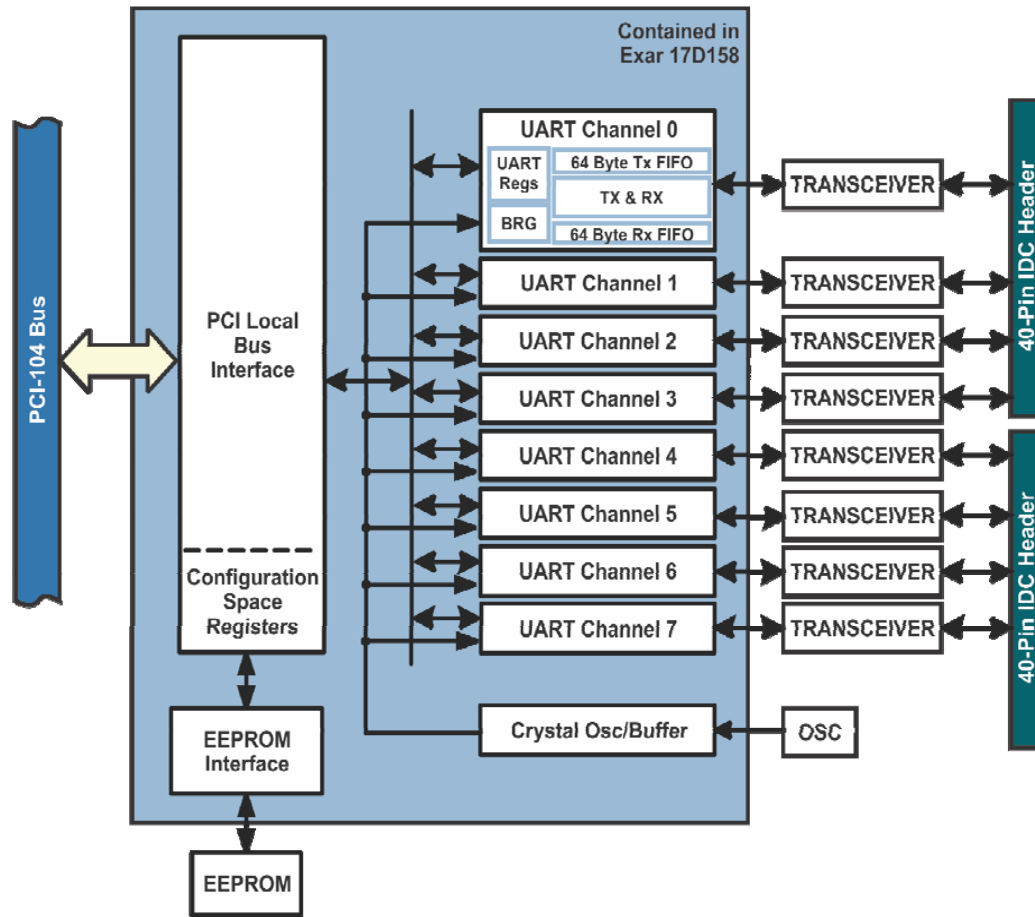 Contained in
Exar 17D158
PCI-104 Bus
PCI Local
Bus
Interface
Configuration
Space
Registers
EEPROM
Interface
EEPROM
UART Channel 0
UART
Regs
BRG
64 Byte Tx FIFO
TX & RX
64 Byte Rx FIFO
UART Channel 1
UART Channel 2
UART Channel 3
UART Channel 4
UART Channel 5
UART Channel 6
UART Channel 7
Crystal Osc/Buffer
OSC
TRANSCEIVER
TRANSCEIVER
TRANSCEIVER
TRANSCEIVER
TRANSCEIVER
TRANSCEIVER
TRANSCEIVER
TRANSCEIVER
40-Pin IDC Header
40-Pin IDC Header